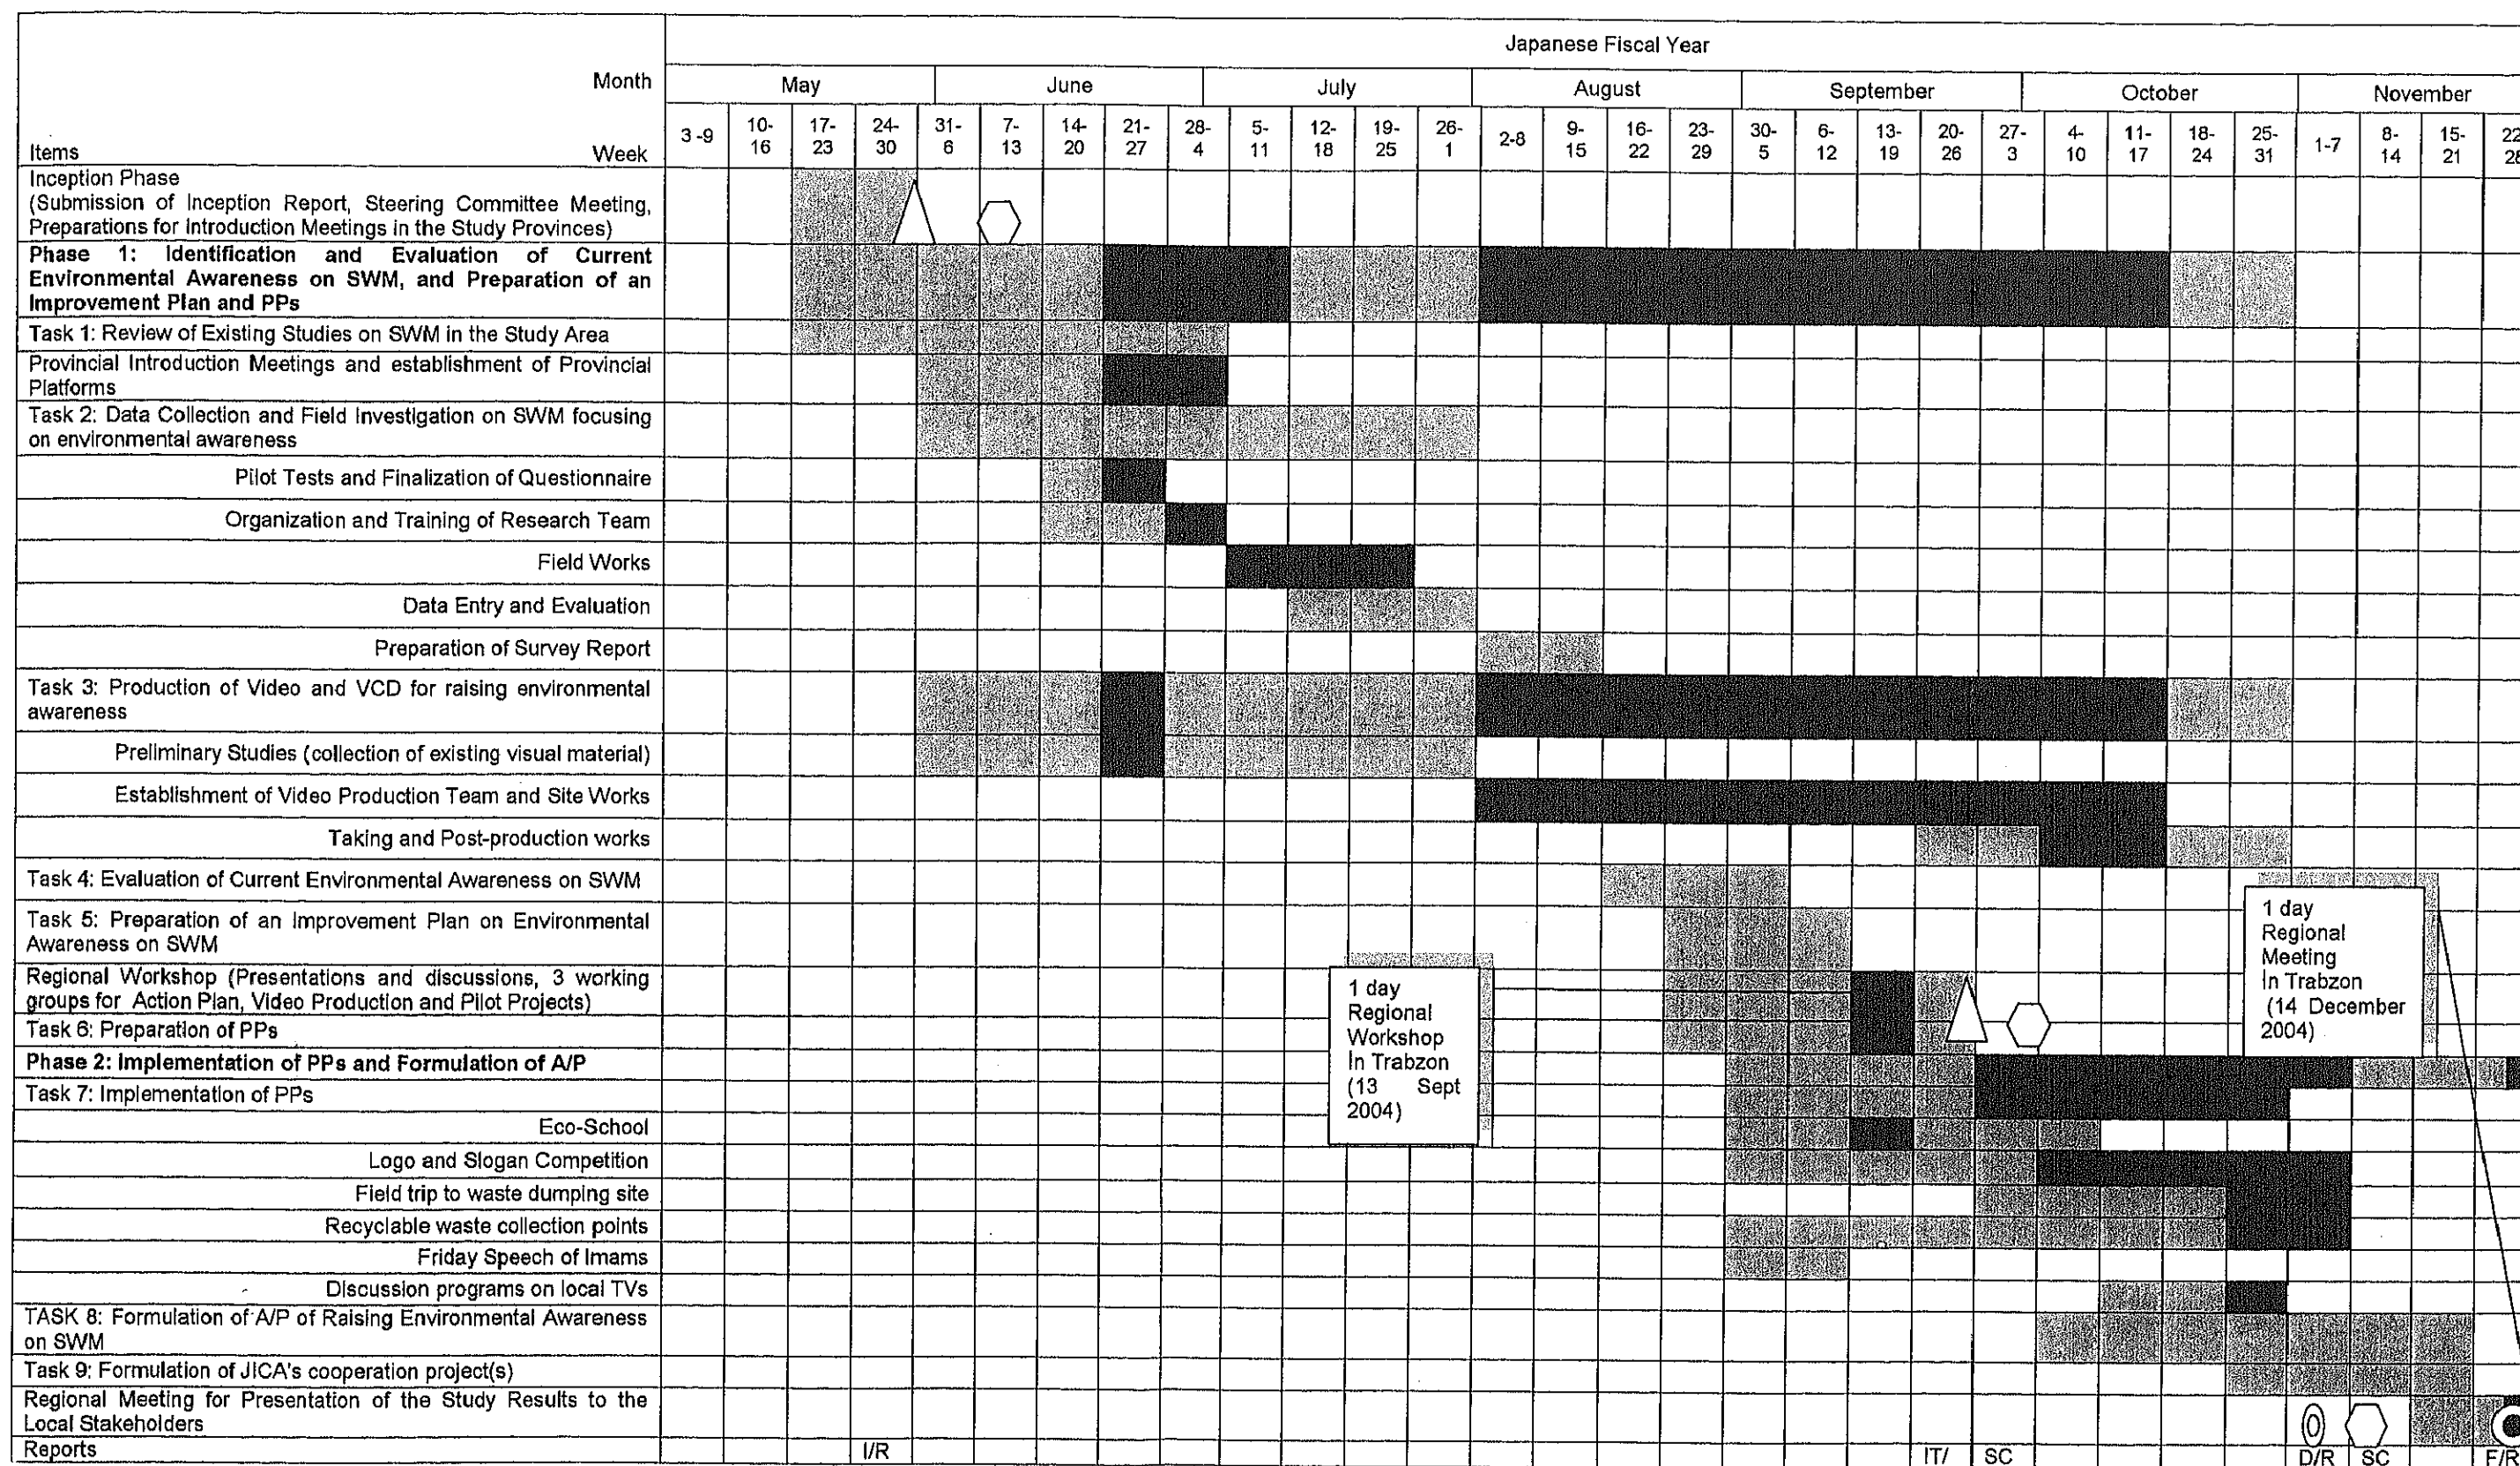 Japanese Fiscal Year
Month
May June July August September October November
Items Week
3 -9 10-16 17-23 24-30 31-6 7-13 14-20 21-27 28-4 5-11 12-18 19-25 26-1 2-8 9-15 16-22 23-29 30-5 6-12 13-19 20-26 27-3 4-10 11-17 18-24 25-31 1-7 8-14 15-21
Inception Phase
(Submission of Inception Report, Steering Committee Meeting,
Preparations for Introduction Meetings in the Study Provinces)
Phase 1: Identification and Evaluation of Current
Environmental Awareness on SWM, and Preparation of an
Improvement Plan and PPs
Task 1: Review of Existing Studies on SWM in the Study Area
Provincial Introduction Meetings and establishment of Provincial
Platforms
Task 2: Data Collection and Field Investigation on SWM focusing
on environmental awareness
Pilot Tests and Finalization of Questionnaire
Organization and Training of Research Team
Field Works
Data Entry and Evaluation
Preparation of Survey Report
Task 3: Production of Video and VCD for raising environmental
awareness
Preliminary Studies (collection of existing visual material)
Establishment of Video Production Team and Site Works
Taking and Post-production works
Task 4: Evaluation of Current Environmental Awareness on SWM
Task 5: Preparation of an Improvement Plan on Environmental
Awareness on SWM
Regional Workshop (Presentations and discussions, 3 working
groups for Action Plan, Video Production and Pilot Projects)
Task 6: Preparation of PPs
Phase 2: Implementation of PPs and Formulation of A/P
Task 7: Implementation of PPs
Eco-School
Logo and Slogan Competition
Field trip to waste dumping site
Recyclable waste collection points
Friday Speech of Imams
Discussion programs on local TVs
TASK 8: Formulation of A/P of Raising Environmental Awareness
on SWM
Task 9: Formulation of JICA's cooperation project(s)
Regional Meeting for Presentation of the Study Results to the
Local Stakeholders
Reports I/R IT/ SC D/R SC F/R
1 day
Regional
Workshop
In Trabzon
(13 Sept
2004)
1 day
Regional
Meeting
In Trabzon
(14 December
2004)